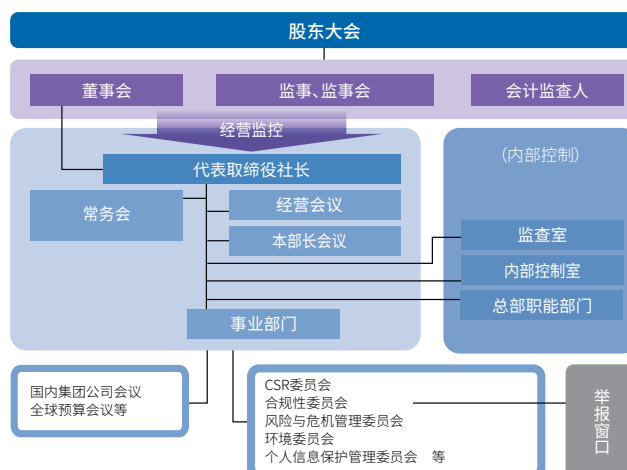 股东大会
董事会
监事、监事会
会计监查人
经营监控
代表取缔役社长
(内部控制)
常务会
经营会议
本部长会议
监查室
内部控制室
总部职能部门
事业部门
国内集团公司会议
全球预算会议等
CSR委员会
合规性委员会
风险与危机管理委员会
环境委员会
个人信息保护管理委员会 等
举报窗口